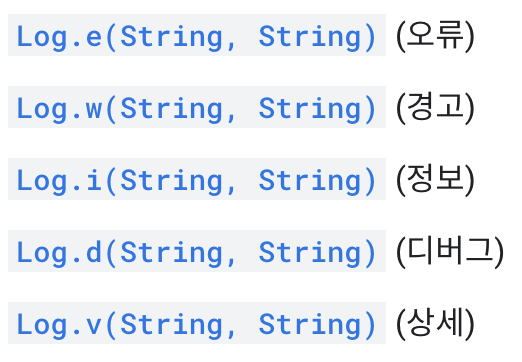 Log.e(String, String) (오류)
Log.w(String, String) (경고)
Log.i(String, String) (정보)
Log.d(String, String) (디버그)
Log.v(String, String) (상세)